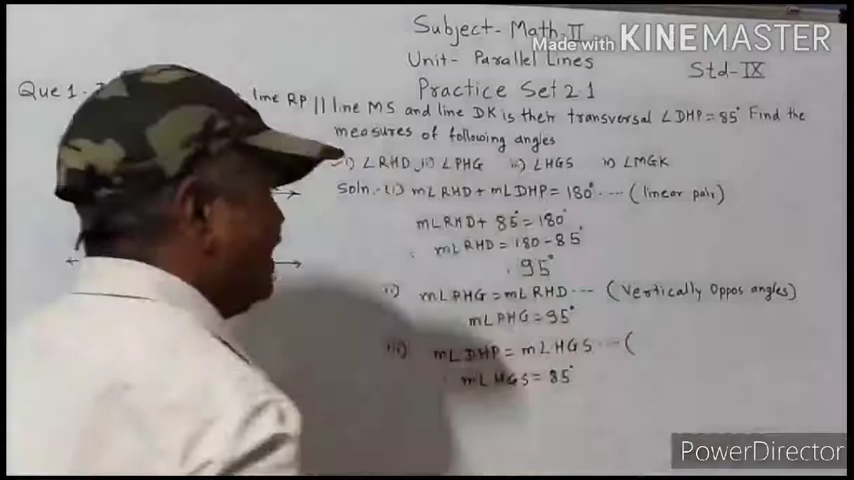 Subject- Math-II
Made with KINEMASTER
Unit- Parallel Lines
Std-IX
Practice Set 2.1
Que 1. line RP || line MS and line DK is their transversal ∠DHP = 85° Find the
measures of following angles
i) ∠RHD ii) ∠PHG iii) ∠HGS iv) ∠MGK
Soln.- (i) m∠RHD + m∠DHP = 180° ... (linear pair)
m∠RHD + 85° = 180°
m∠RHD = 180 - 85°
95°
ii) m∠PHG = m∠RHD ... (Vertically Oppos angles)
m∠PHG = 95°
iii) m∠DHP = m∠HGS ... (
m∠HGS = 85°
PowerDirector